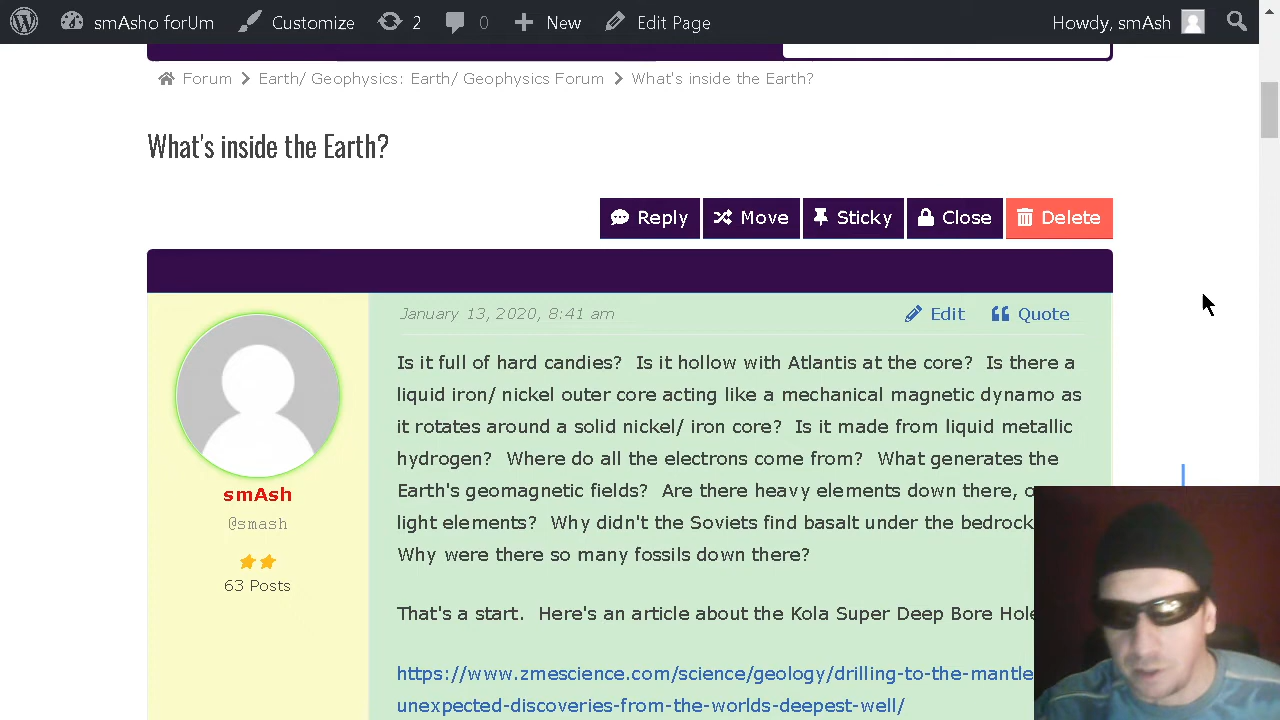 smAsho forUm Customize 2 0 New Edit Page Howdy, smAsh
Forum Earth/ Geophysics: Earth/ Geophysics Forum What's inside the Earth?
What's inside the Earth?
Reply Move Sticky Close Delete
January 13, 2020, 8:41 am Edit Quote
Is it full of hard candies? Is it hollow with Atlantis at the core? Is there a
liquid iron/ nickel outer core acting like a mechanical magnetic dynamo as
it rotates around a solid nickel/ iron core? Is it made from liquid metallic
hydrogen? Where do all the electrons come from? What generates the
Earth's geomagnetic fields? Are there heavy elements down there,
light elements? Why didn't the Soviets find basalt under the bedrock
Why were there so many fossils down there?
smAsh
@smash
63 Posts
That's a start. Here's an article about the Kola Super Deep Bore
https://www.zmescience.com/science/geology/drilling-to-the-mantle
unexpected-discoveries-from-the-worlds-deepest-well/